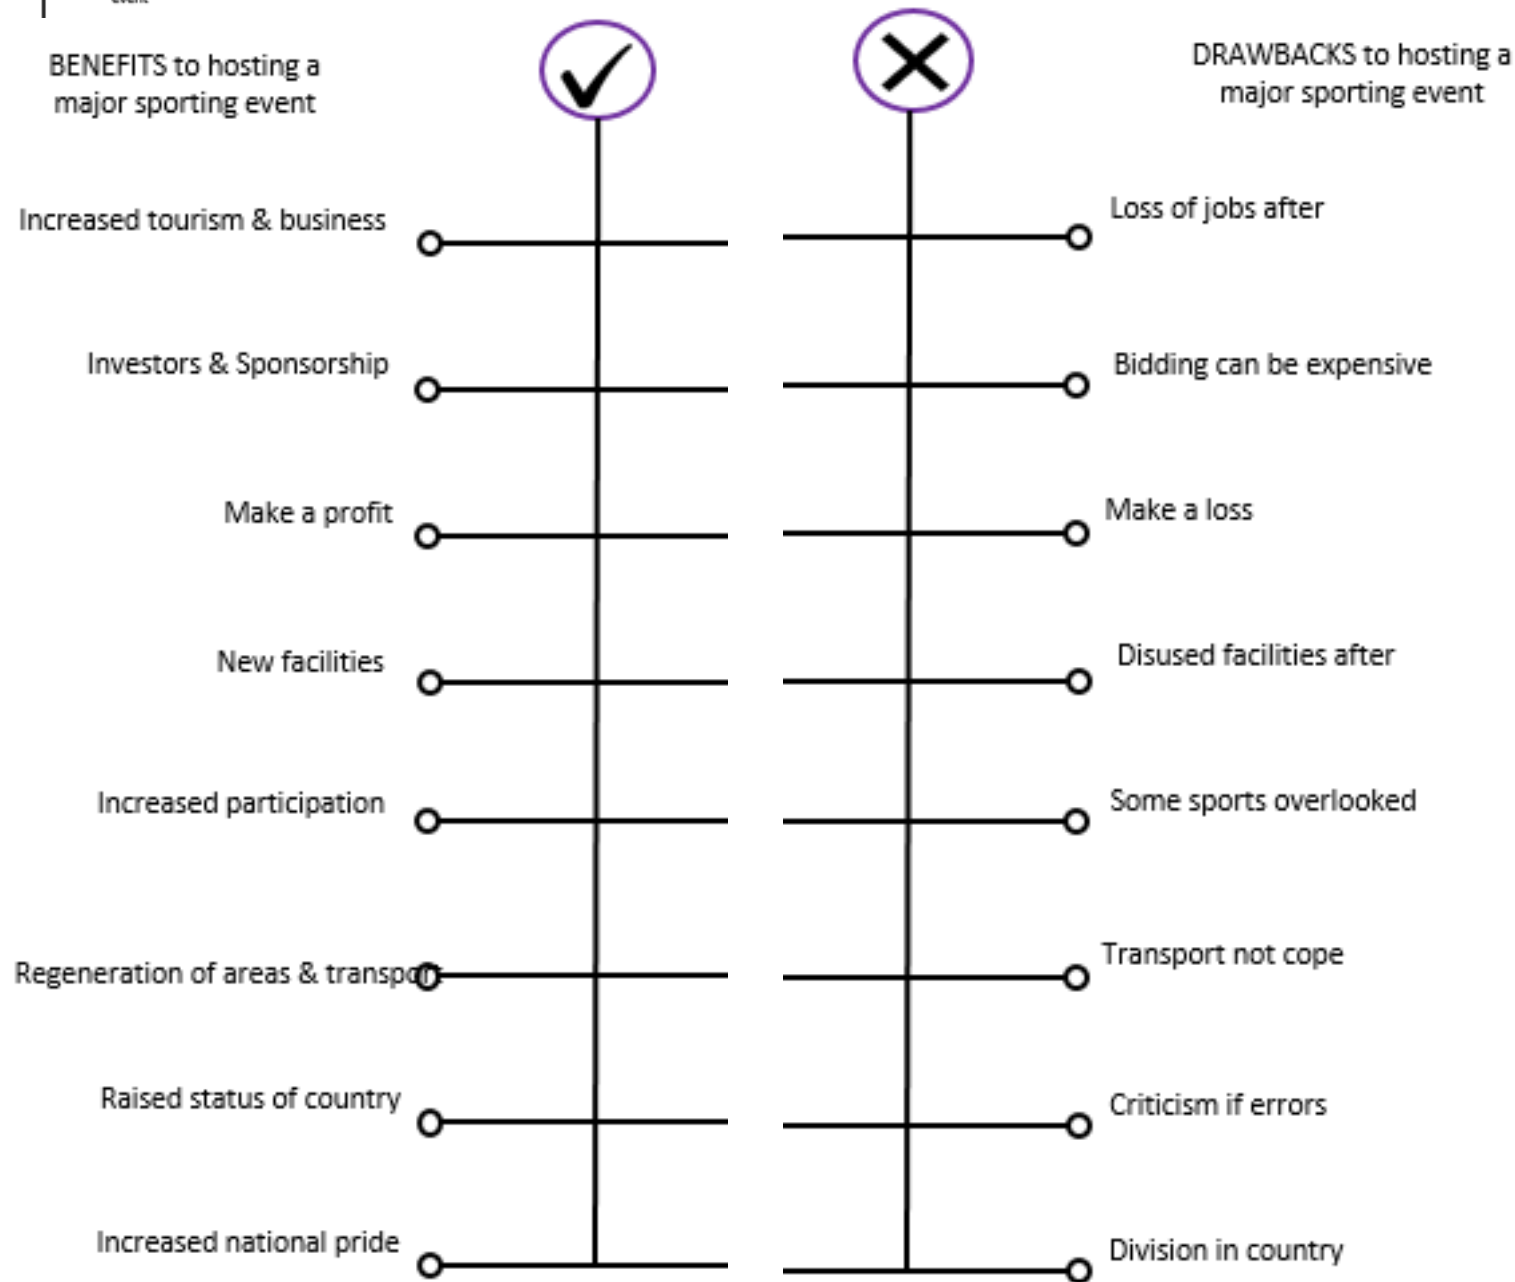 BENEFITS to hosting a
major sporting event
Increased tourism & business
Investors & Sponsorship
Make a profit
New facilities
Increased participation
Regeneration of areas & transport
Raised status of country
Increased national pride
DRAWBACKS to hosting a
major sporting event
Loss of jobs after
Bidding can be expensive
Make a loss
Disused facilities after
Some sports overlooked
Transport not cope
Criticism if errors
Division in country